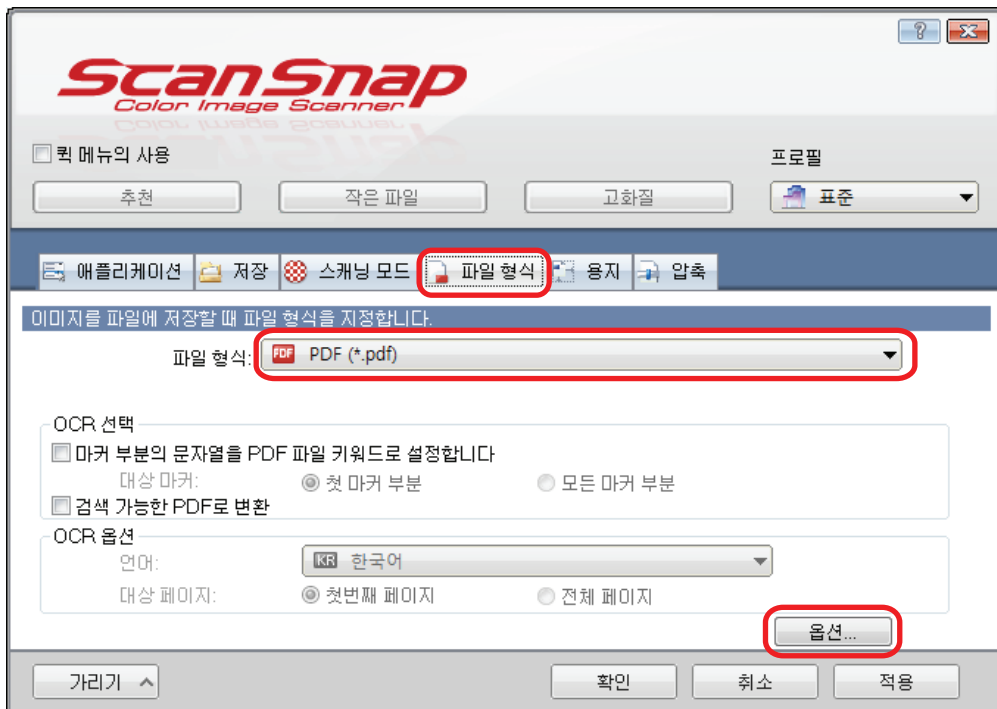 ScanSnap
Color Image Scanner
퀵 메뉴의 사용
프로필
추천 작은 파일 고화질 표준
애플리케이션 저장 스캐닝 모드 파일 형식 용지 압축
이미지를 파일에 저장할 때 파일 형식을 지정합니다.
파일 형식: PDF PDF (*.pdf)
OCR 선택
마커 부분의 문자열을 PDF 파일 키워드로 설정합니다
대상 마커: 첫 마커 부분 모든 마커 부분
검색 가능한 PDF로 변환
OCR 옵션
언어: KR 한국어
대상 페이지: 첫번째 페이지 전체 페이지
옵션...
가리기 확인 취소 적용